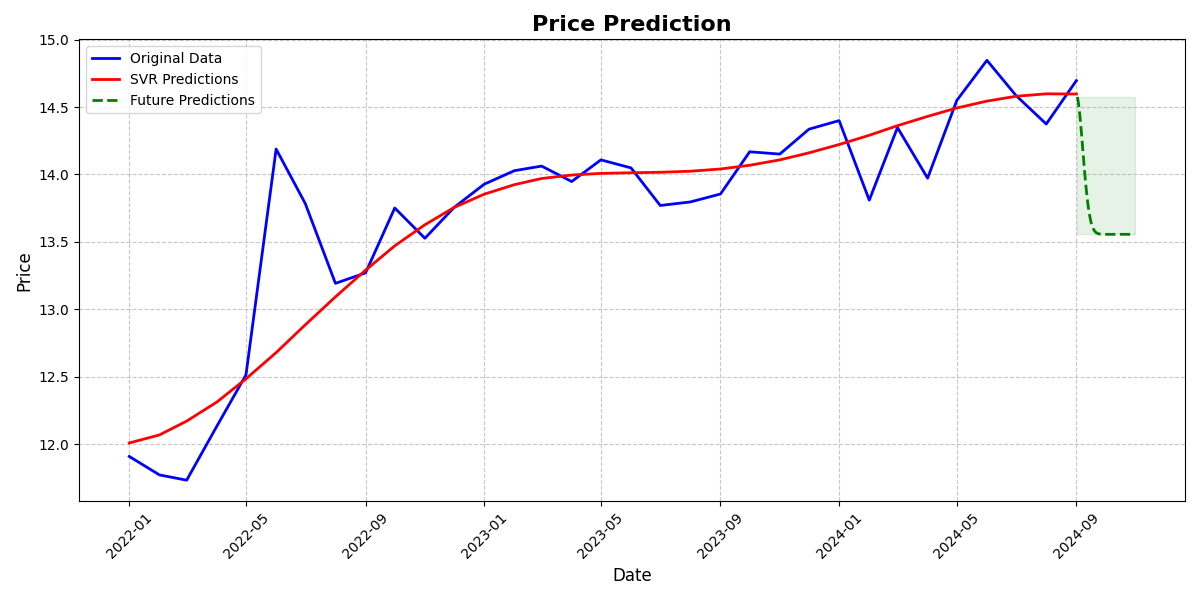 Price Prediction
Original Data
SVR Predictions
Future Predictions
Price
15.0
14.5
14.0
13.5
13.0
12.5
12.0
2022-01
2022-05
2022-09
2023-01
2023-05
2023-09
2024-01
2024-05
2024-09
Date